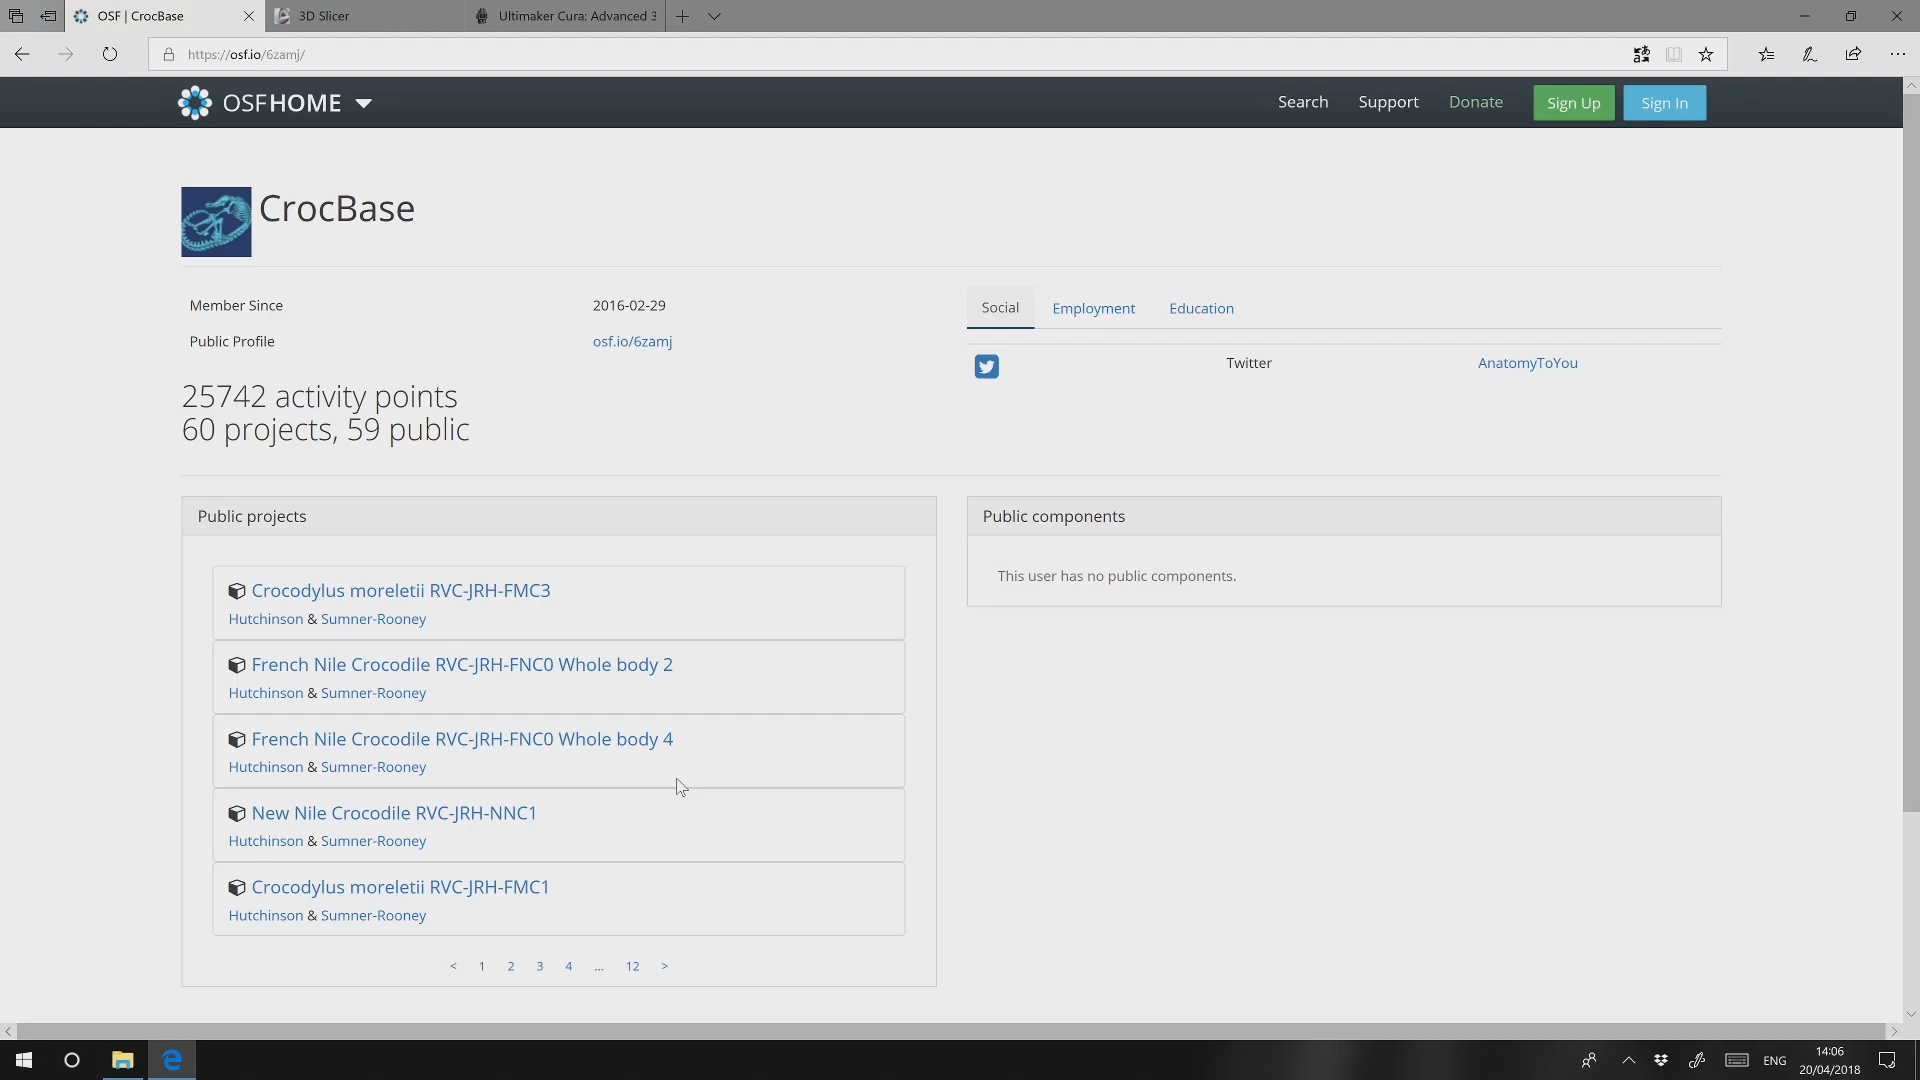 OSF | CrocBase
3D Slicer
Ultimaker Cura: Advanced 3
https://osf.io/6zamj/
OSFHOME
Search
Support
Donate
Sign Up
Sign In
CrocBase
Member Since
2016-02-29
Public Profile
osf.io/6zamj
25742 activity points
60 projects, 59 public
Social
Employment
Education
Twitter
AnatomyToYou
Public projects
Crocodylus moreletii RVC-JRH-FMC3
Hutchinson & Sumner-Rooney
French Nile Crocodile RVC-JRH-FNC0 Whole body 2
Hutchinson & Sumner-Rooney
French Nile Crocodile RVC-JRH-FNC0 Whole body 4
Hutchinson & Sumner-Rooney
New Nile Crocodile RVC-JRH-NNC1
Hutchinson & Sumner-Rooney
Crocodylus moreletii RVC-JRH-FMC1
Hutchinson & Sumner-Rooney
< 1 2 3 4 ... 12 >
Public components
This user has no public components.
ENG
14:06
20/04/2018